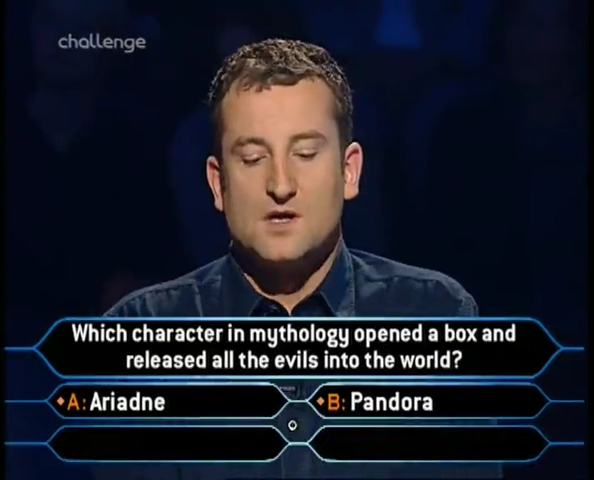 challenge
Which character in mythology opened a box and
released all the evils into the world?
A: Ariadne
B: Pandora